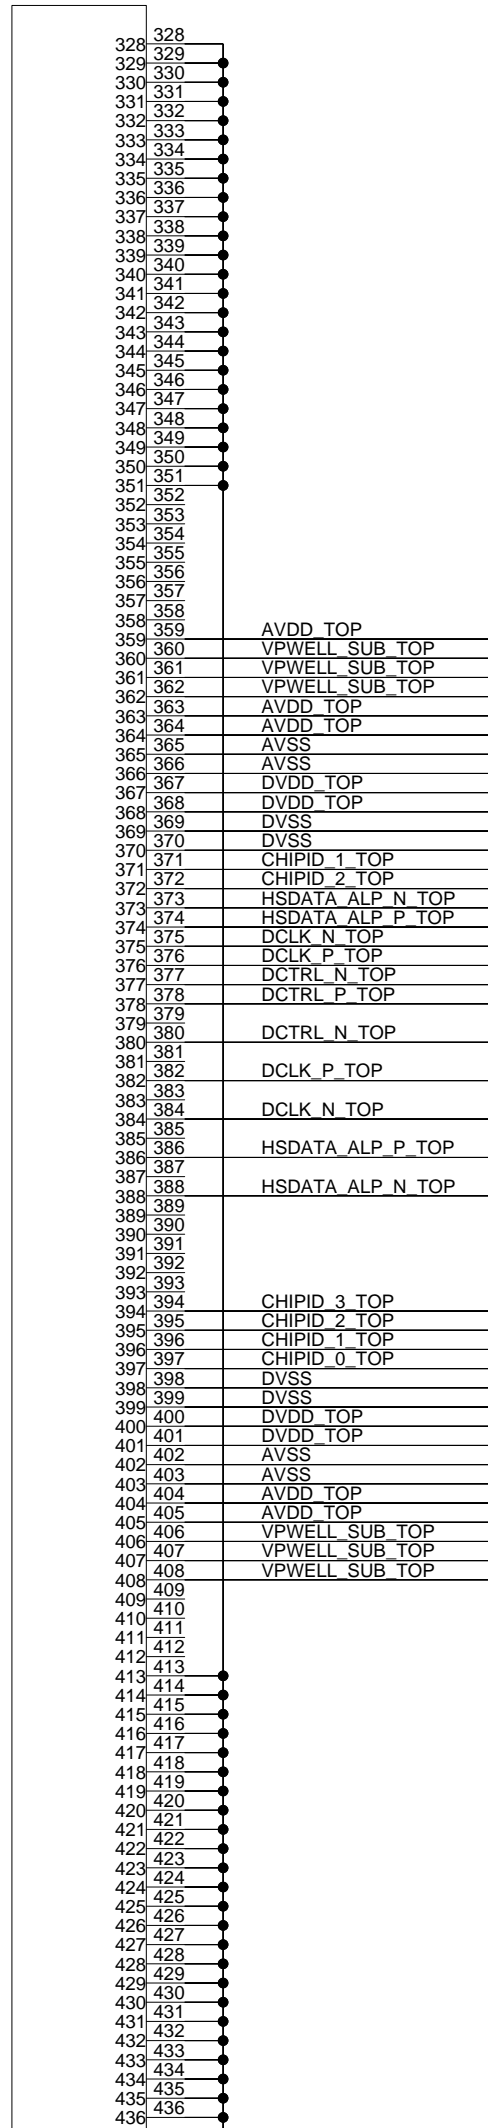 328 328
329 329
330 330
331 331
332 332
333 333
334 334
335 335
336 336
337 337
338 338
339 339
340 340
341 341
342 342
343 343
344 344
345 345
346 346
347 347
348 348
349 349
350 350
351 351
352 352
353 353
354 354
355 355
356 356
357 357
358 358
359 359 AVDD_TOP
360 360 VPWELL_SUB_TOP
361 361 VPWELL_SUB_TOP
362 362 VPWELL_SUB_TOP
363 363 AVDD_TOP
364 364 AVDD_TOP
365 365 AVSS
366 366 AVSS
367 367 DVDD_TOP
368 368 DVDD_TOP
369 369 DVSS
370 370 DVSS
371 371 CHIPID_1_TOP
372 372 CHIPID_2_TOP
373 373 HSDATA_ALP_N_TOP
374 374 HSDATA_ALP_P_TOP
375 375 DCLK_N_TOP
376 376 DCLK_P_TOP
377 377 DCTRL_N_TOP
378 378 DCTRL_P_TOP
379 379
380 380 DCTRL_N_TOP
381 381
382 382 DCLK_P_TOP
383 383
384 384 DCLK_N_TOP
385 385
386 386 HSDATA_ALP_P_TOP
387 387
388 388 HSDATA_ALP_N_TOP
389 389
390 390
391 391
392 392
393 393
394 394 CHIPID_3_TOP
395 395 CHIPID_2_TOP
396 396 CHIPID_1_TOP
397 397 CHIPID_0_TOP
398 398 DVSS
399 399 DVSS
400 400 DVDD_TOP
401 401 DVDD_TOP
402 402 AVSS
403 403 AVSS
404 404 AVDD_TOP
405 405 AVDD_TOP
406 406 VPWELL_SUB_TOP
407 407 VPWELL_SUB_TOP
408 408 VPWELL_SUB_TOP
409 409
410 410
411 411
412 412
413 413
414 414
415 415
416 416
417 417
418 418
419 419
420 420
421 421
422 422
423 423
424 424
425 425
426 426
427 427
428 428
429 429
430 430
431 431
432 432
433 433
434 434
435 435
436 436